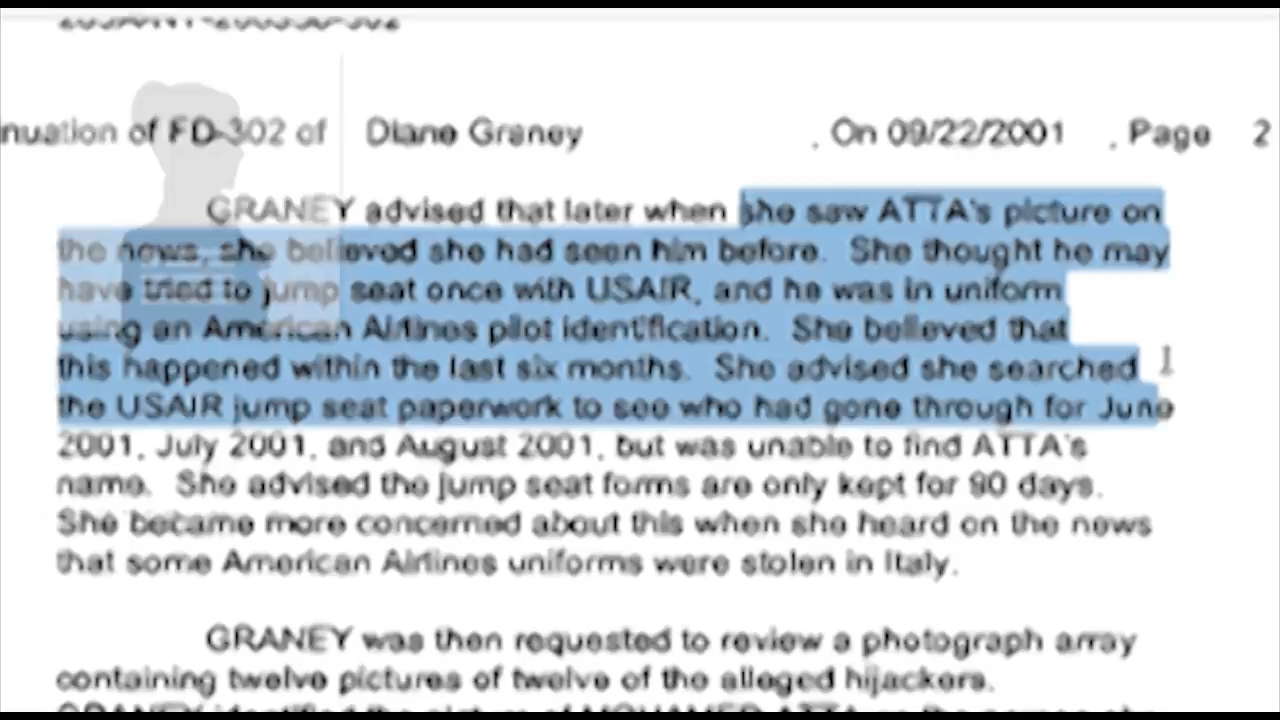 nuation of FD-302 of Diane Graney , On 09/22/2001 , Page 2
GRANEY advised that later when she saw ATTA's picture on
the news, she believed she had seen him before. She thought he may
have tried to jump seat once with USAIR, and he was in uniform
using an American Airlines pilot identification. She believed that
this happened within the last six months. She advised she searched
the USAIR jump seat paperwork to see who had gone through for June
2001, July 2001, and August 2001, but was unable to find ATTA's
name. She advised the jump seat forms are only kept for 90 days.
She became more concerned about this when she heard on the news
that some American Airlines uniforms were stolen in Italy.
GRANEY was then requested to review a photograph array
containing twelve pictures of twelve of the alleged hijackers.